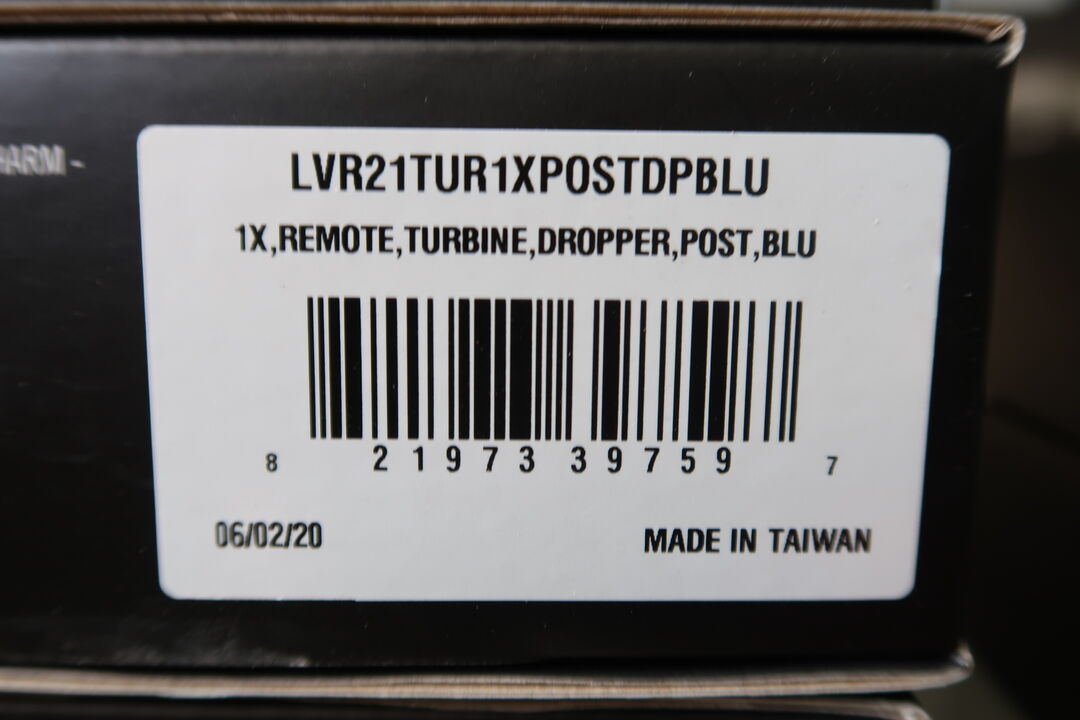 LVR21TUR1XPOSTDPBLU
1X,REMOTE,TURBINE,DROPPER,POST,BLU
8 21973 39759 7
06/02/20 MADE IN TAIWAN